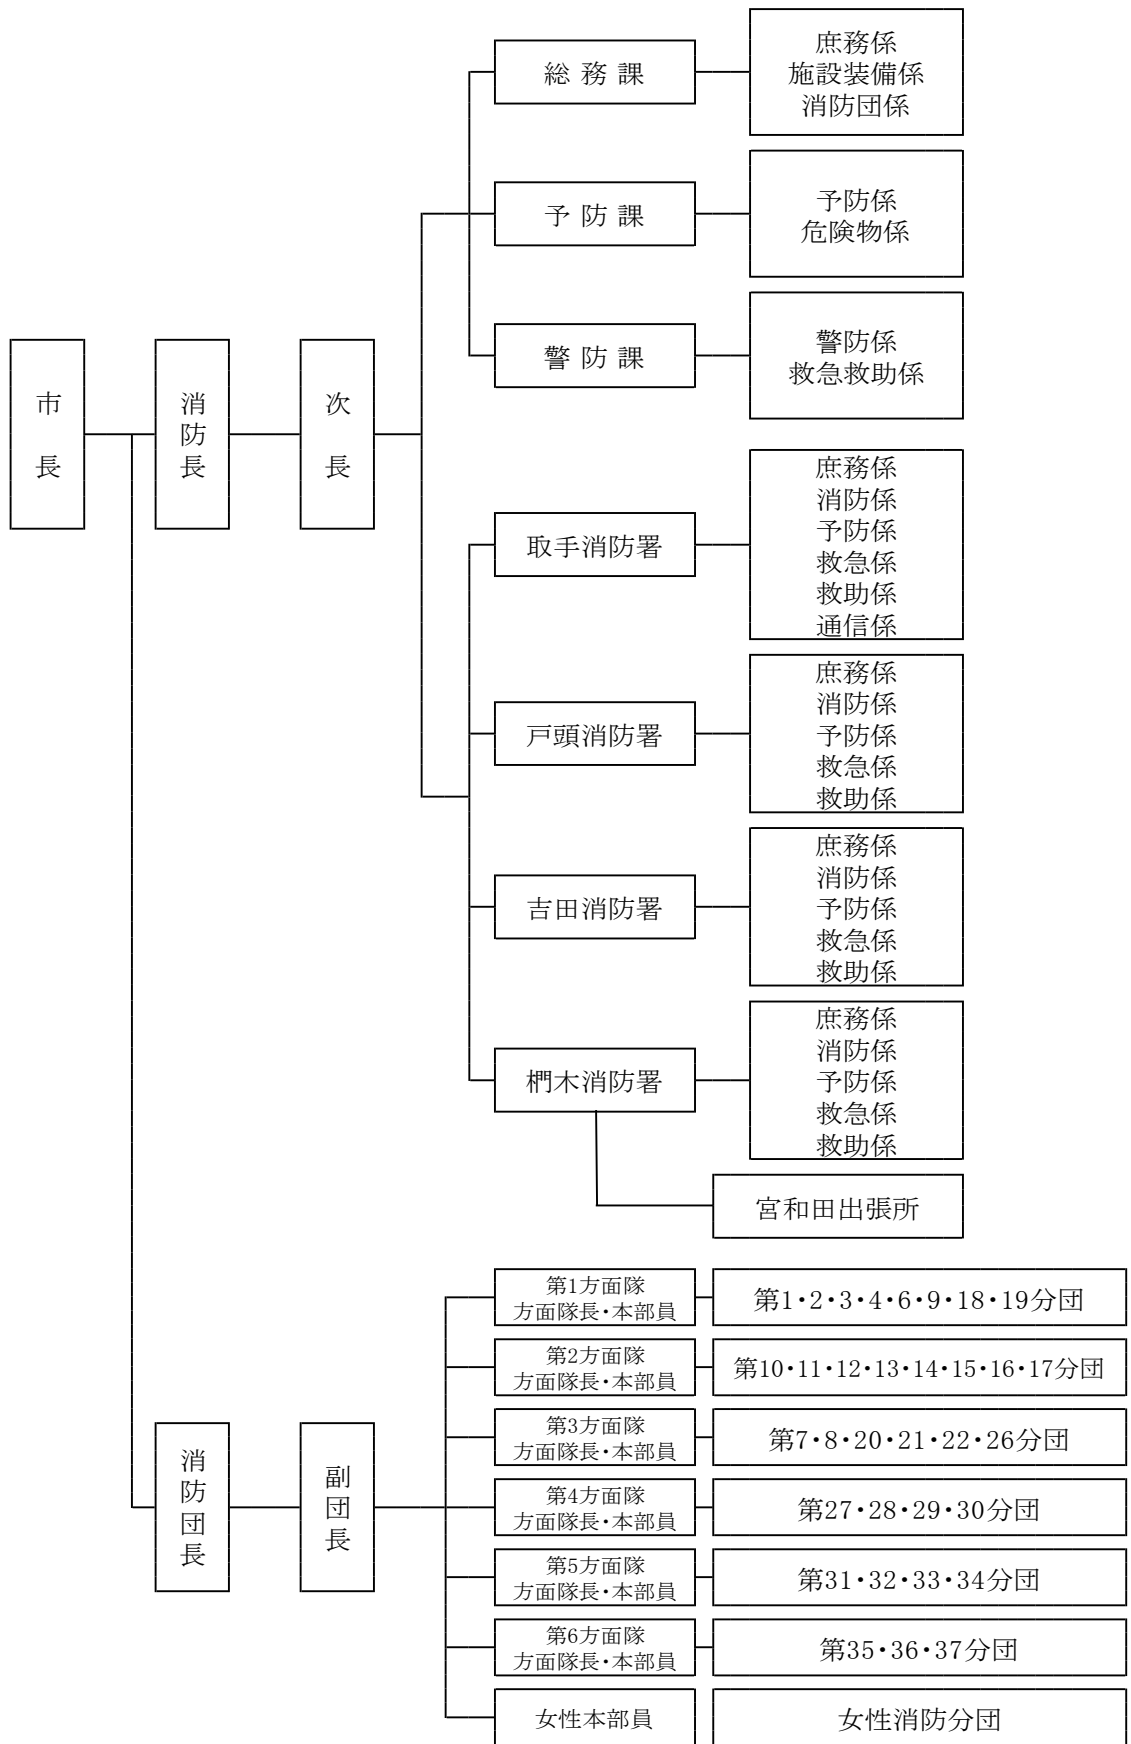 総務課
庶務係
施設装備係
消防団係
予防課
予防係
危険物係
警防課
警防係
救急救助係
市長
消防長
次長
取手消防署
庶務係
消防係
予防係
救急係
救助係
通信係
戸頭消防署
庶務係
消防係
予防係
救急係
救助係
吉田消防署
庶務係
消防係
予防係
救急係
救助係
椚木消防署
庶務係
消防係
予防係
救急係
救助係
宮和田出張所
消防団長
副団長
第1方面隊
方面隊長・本部員
第1・2・3・4・6・9・18・19分団
第2方面隊
方面隊長・本部員
第10・11・12・13・14・15・16・17分団
第3方面隊
方面隊長・本部員
第7・8・20・21・22・26分団
第4方面隊
方面隊長・本部員
第27・28・29・30分団
第5方面隊
方面隊長・本部員
第31・32・33・34分団
第6方面隊
方面隊長・本部員
第35・36・37分団
女性本部員
女性消防分団